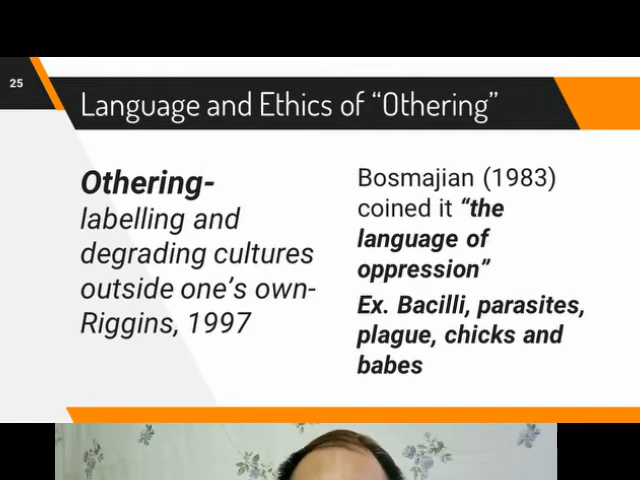 25
Language and Ethics of “Othering”
Othering-
labelling and
degrading cultures
outside one’s own-
Riggins, 1997
Bosmajian (1983)
coined it “the
language of
oppression”
Ex. Bacilli, parasites,
plague, chicks and
babes